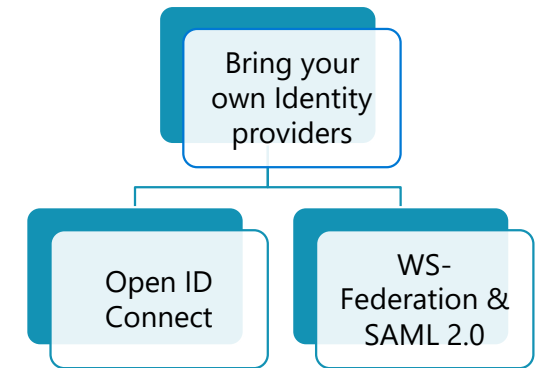 Bring your
own Identity
providers
Open ID
Connect
WS-
Federation &
SAML 2.0